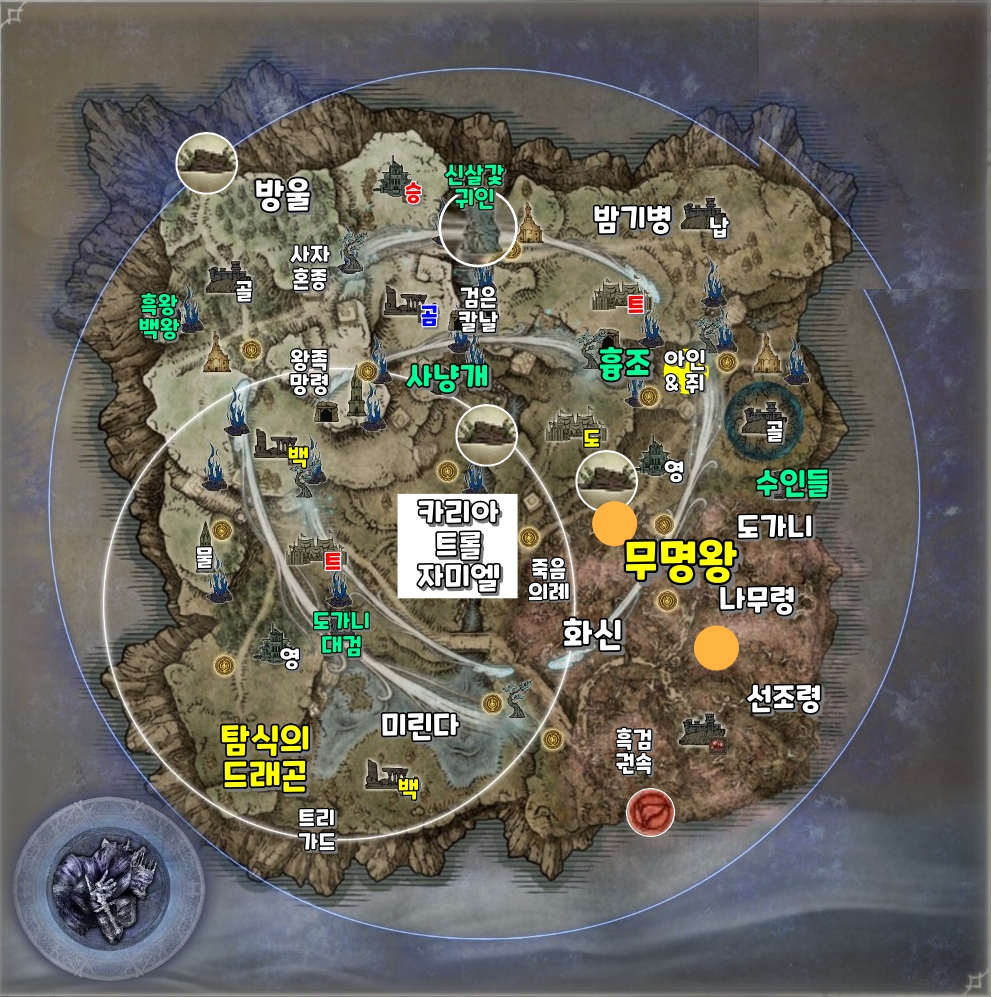 방울
승
신살갗
귀인
밤기병
납
사자
혼종
골
흑왕
백왕
곰
검은
칼날
트
왕족
망령
사냥개
흉조
아인
& 쥐
백
도
영
골
수인들
물
트
카리아
트롤
자미엘
죽음
의례
무명왕
도가니
나무령
도가니
대검
영
화신
선조령
탐식의
드래곤
미린다
흑검
권속
백
트리
가드